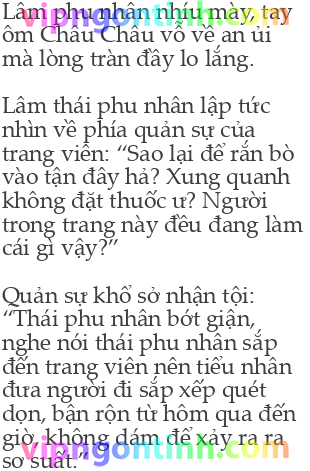 Lâm phu nhân nhíu mày, tay
ôm Châu Châu vỗ về an ủi
mà lòng tràn đầy lo lắng.
Lâm thái phu nhân lập tức
nhìn về phía quản sự của
trang viên: “Sao lại để rắn bò
vào tận đây hả? Xung quanh
không đặt thuốc ư? Người
trong trang này đều đang làm
cái gì vậy?”
Quản sự khổ sở nhận tội:
“Thái phu nhân bớt giận,
nghe nói thái phu nhân sắp
đến trang viên nên tiểu nhân
đưa người đi sắp xếp quét
dọn, bận rộn từ hôm qua đến
giờ, không dám để xảy ra ra
sơ suất.”
vipngontinh.com
vipngontinh.com